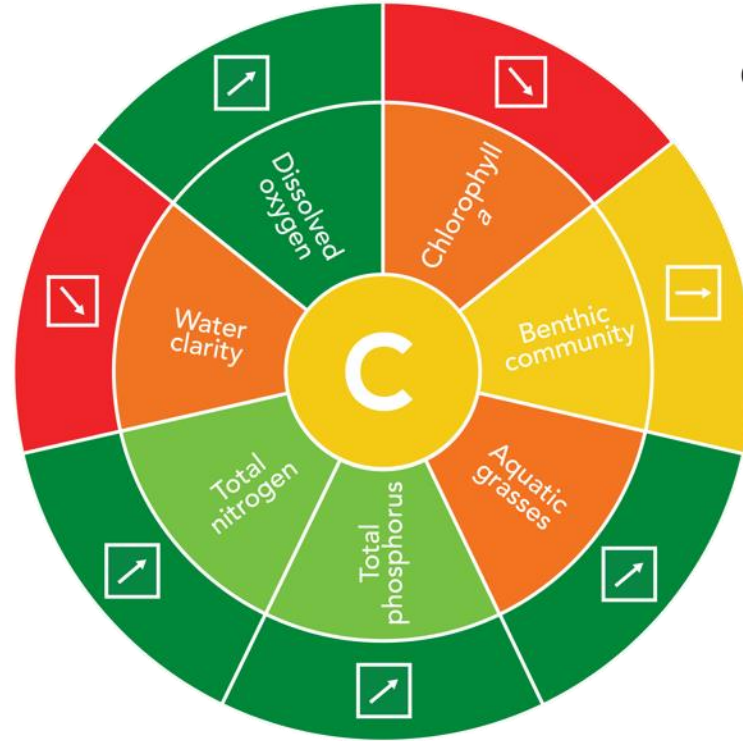 Dissolved
oxygen
Chlorophyll
a
Water
clarity
Benthic
community
C
Total
nitrogen
Aquatic
grasses
Total
phosphorus